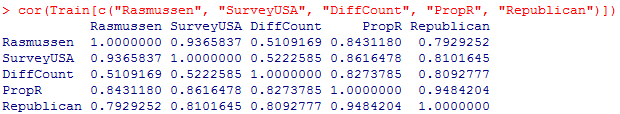 > cor(Train[c("Rasmussen", "SurveyUSA", "DiffCount", "PropR", "Republican")])
Rasmussen SurveyUSA DiffCount PropR Republican
Rasmussen 1.0000000 0.9365837 0.5109169 0.8431180 0.7929252
SurveyUSA 0.9365837 1.0000000 0.5222585 0.8616478 0.8101645
DiffCount 0.5109169 0.5222585 1.0000000 0.8273785 0.8092777
PropR 0.8431180 0.8616478 0.8273785 1.0000000 0.9484204
Republican 0.7929252 0.8101645 0.8092777 0.9484204 1.0000000